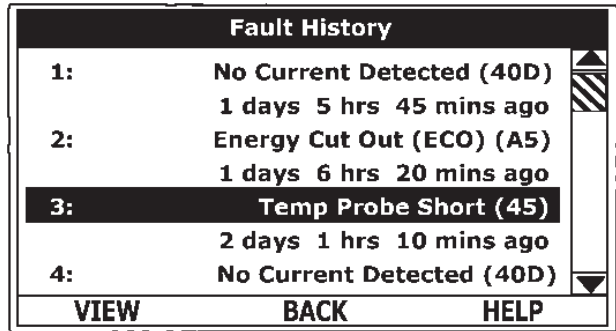 Fault History
1: No Current Detected (40D)
1 days 5 hrs 45 mins ago
2: Energy Cut Out (ECO) (A5)
1 days 6 hrs 20 mins ago
3: Temp Probe Short (45)
2 days 1 hrs 10 mins ago
4: No Current Detected (40D)
VIEW BACK HELP